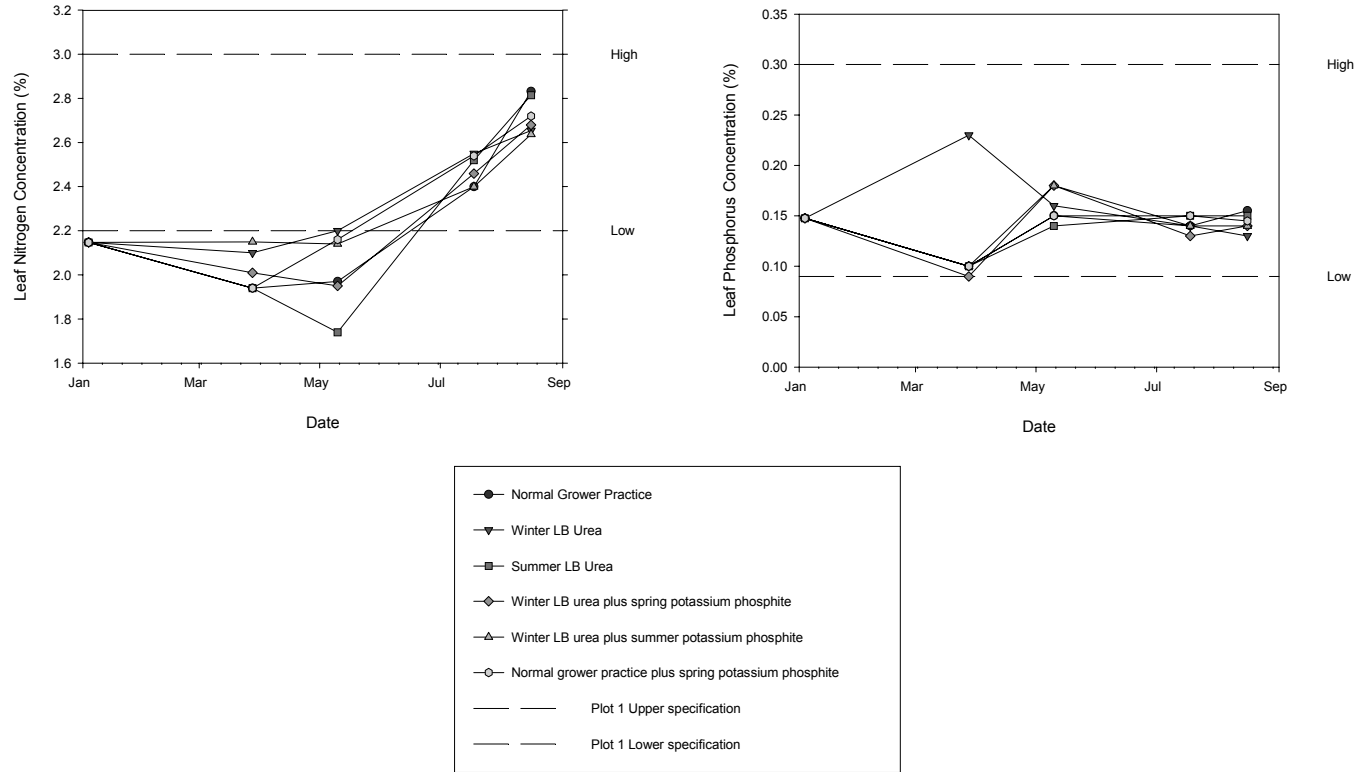 Leaf Nitrogen Concentration (%)
3.2
3.0
2.8
2.6
2.4
2.2
2.0
1.8
1.6
High
Low
Jan Mar May Jul Sep
Date
Leaf Phosphorus Concentration (%)
0.35
0.30
0.25
0.20
0.15
0.10
0.05
0.00
High
Low
Jan Mar May Jul Sep
Date
Normal Grower Practice
Winter LB Urea
Summer LB Urea
Winter LB urea plus spring potassium phosphite
Winter LB urea plus summer potassium phosphite
Normal grower practice plus spring potassium phosphite
Plot 1 Upper specification
Plot 1 Lower specification